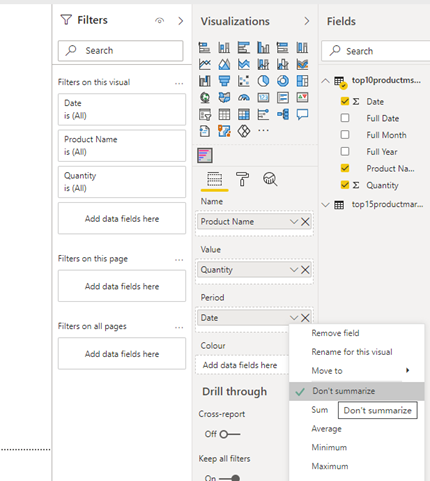 Filters
Search
Filters on this visual
Date
is (All)
Product Name
is (All)
Quantity
is (All)
Add data fields here
Filters on this page
Add data fields here
Filters on all pages
Add data fields here
Visualizations
Name
Product Name
Value
Quantity
Period
Date
Colour
Add data fields here
Drill through
Cross-report
Off
Keep all filters
On
Fields
Search
top10productms...
Date
Full Date
Full Month
Full Year
Product Na...
Quantity
top15productmar...
Remove field
Rename for this visual
Move to
Don't summarize
Sum
Don't summarize
Average
Minimum
Maximum